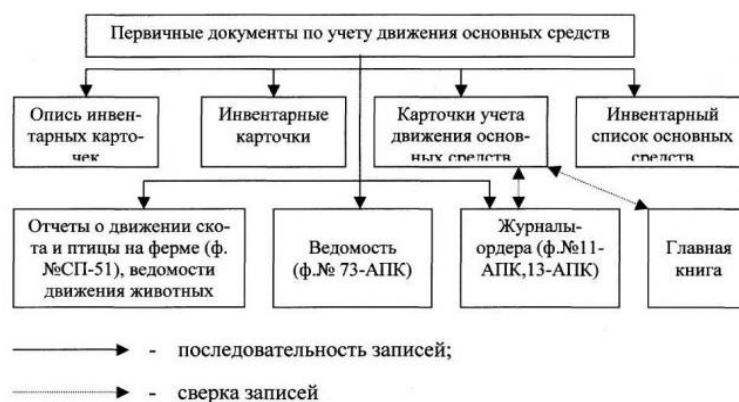 Первичные документы по учету движения основных средств
Опись инвен-
тарных карто-
чек
Инвентарные
карточки
Карточки учета
движения основ-
ных средств
Инвентарный
список основных
средств
Отчеты о движении ско-
та и птицы на ферме (ф.
№СП-51), ведомости
движения животных
Ведомость
(ф.№ 73-АПК)
Журналы-
ордера (ф.№11-
АПК,13-АПК)
Главная
книга
- последовательность записей;
- сверка записей